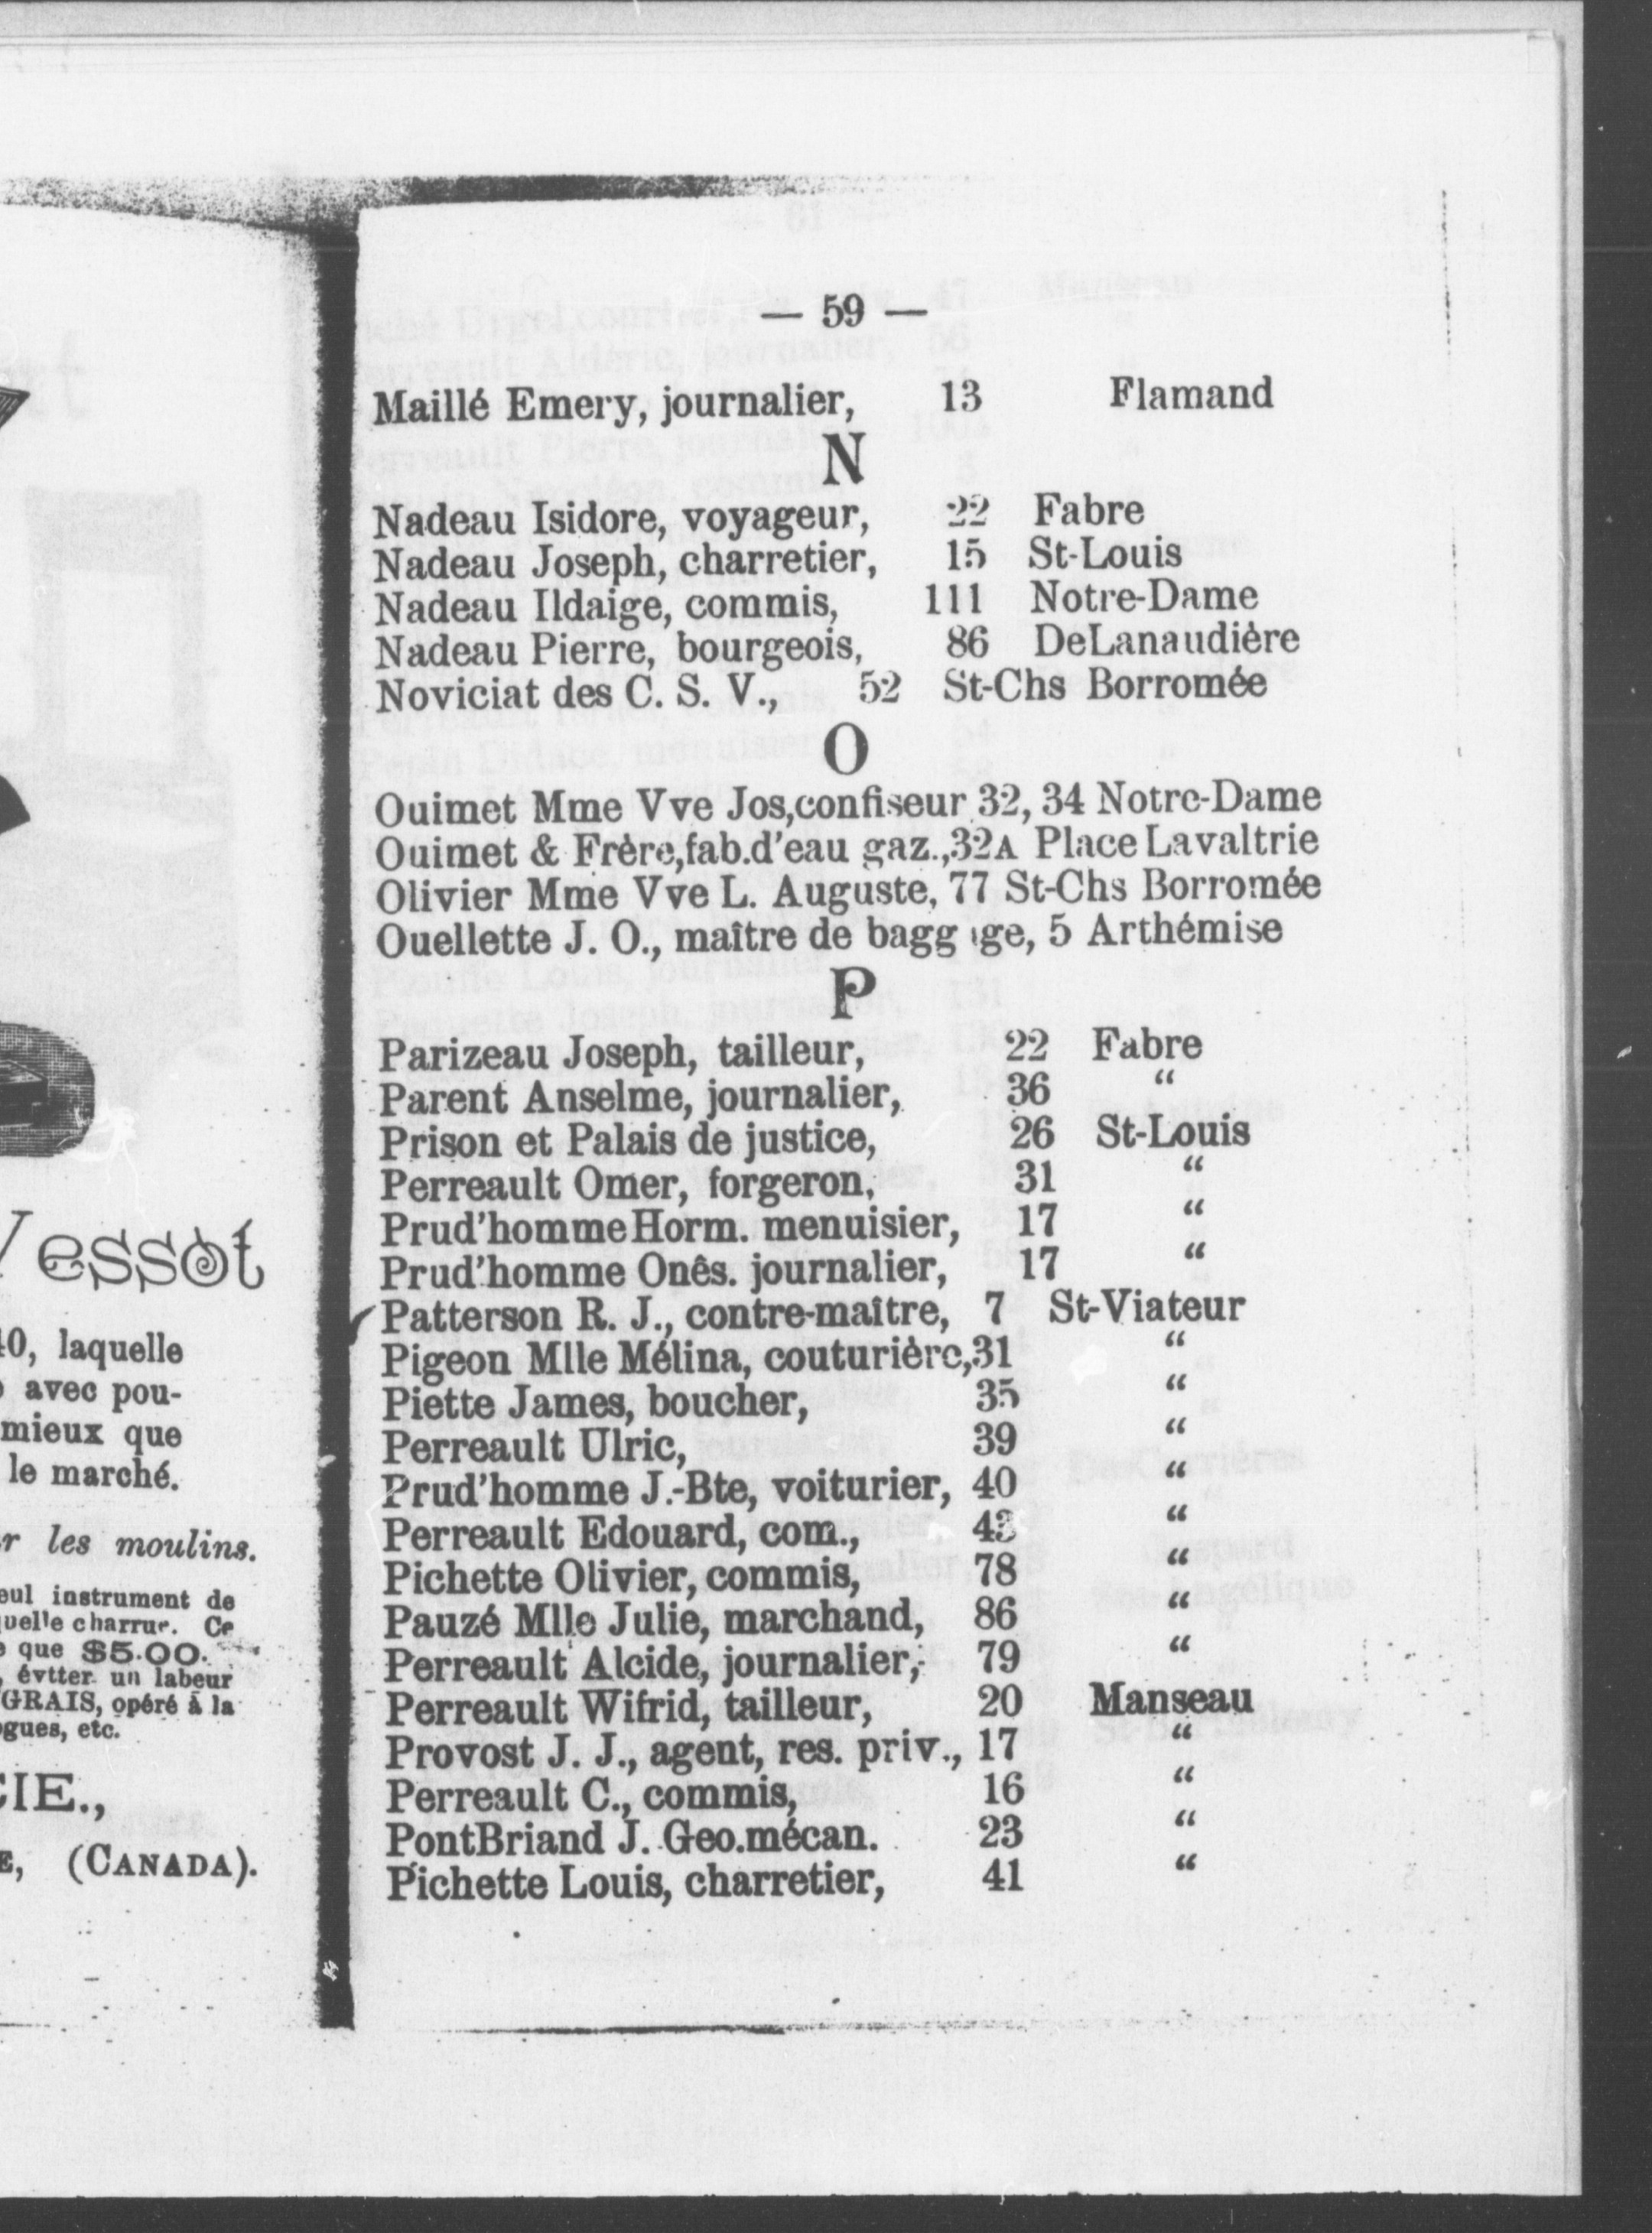 essòt
40, laquelle
avec pou-
mieux que
le marché.
les moulins.
instrument de
charrue. Ce
que $5.00.
évtter un labeur
GRAIS, opéré à la
etc.
CIE.,
(CANADA).
— 59 —
Maillé Emery, journalier, 13 Flamand
N
Nadeau Isidore, voyageur, 22 Fabre
Nadeau Joseph, charretier, 15 St-Louis
Nadeau Ildaige, commis, 111 Notre-Dame
Nadeau Pierre, bourgeois, 86 DeLanaudière
Noviciat des C. S. V., 52 St-Chs Borromée
O
Ouimet Mme Vve Jos,confiseur 32, 34 Notre-Dame
Ouimet & Frère,fab.d'eau gaz.,32A Place Lavaltrie
Olivier Mme Vve L. Auguste, 77 St-Chs Borromée
Ouellette J. O., maître de baggage, 5 Arthémise
P
Parizeau Joseph, tailleur, 22 Fabre
Parent Anselme, journalier, 36 “
Prison et Palais de justice, 26 St-Louis
Perreault Omer, forgeron, 31 “
Prud'homme Horm. menuisier, 17 “
Prud'homme Onês. journalier, 17 “
Patterson R. J., contre-maître, 7 St-Viateur
Pigeon Mlle Mélina, couturière,31 “
Piette James, boucher, 35 “
Perreault Ulric, 39 “
Prud'homme J.-Bte, voiturier, 40 “
Perreault Edouard, com., 43 “
Pichette Olivier, commis, 78 “
Pauzé Mlle Julie, marchand, 86 “
Perreault Alcide, journalier, 79 “
Perreault Wifrid, tailleur, 20 Manseau
Provost J. J., agent, res. priv., 17 “
Perreault C., commis, 16 “
PontBriand J. Geo.mécan. 23 “
Pichette Louis, charretier, 41 “